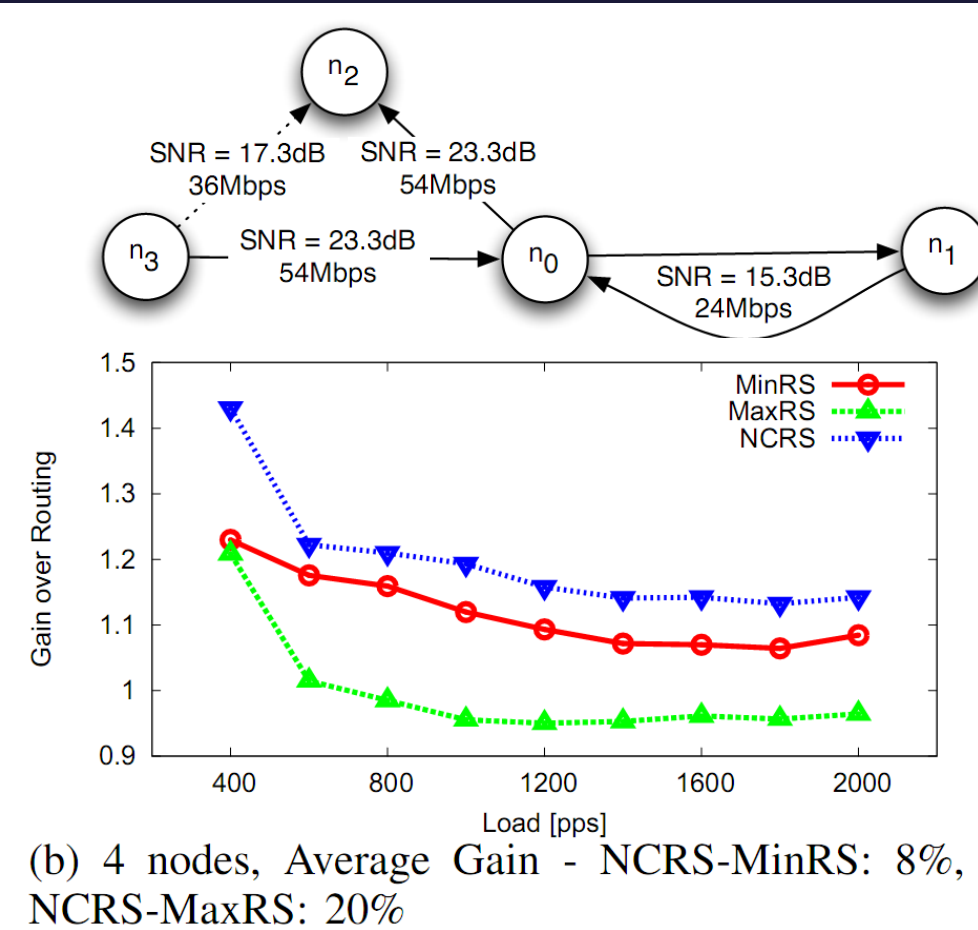 n2
SNR = 17.3dB
36Mbps
SNR = 23.3dB
54Mbps
n3
SNR = 23.3dB
54Mbps
n0
n1
SNR = 15.3dB
24Mbps
1.5
1.4
1.3
1.2
1.1
1
0.9
Gain over Routing
MinRS
MaxRS
NCRS
400 800 1200 1600 2000
Load [pps]
(b) 4 nodes, Average Gain - NCRS-MinRS: 8%,
NCRS-MaxRS: 20%